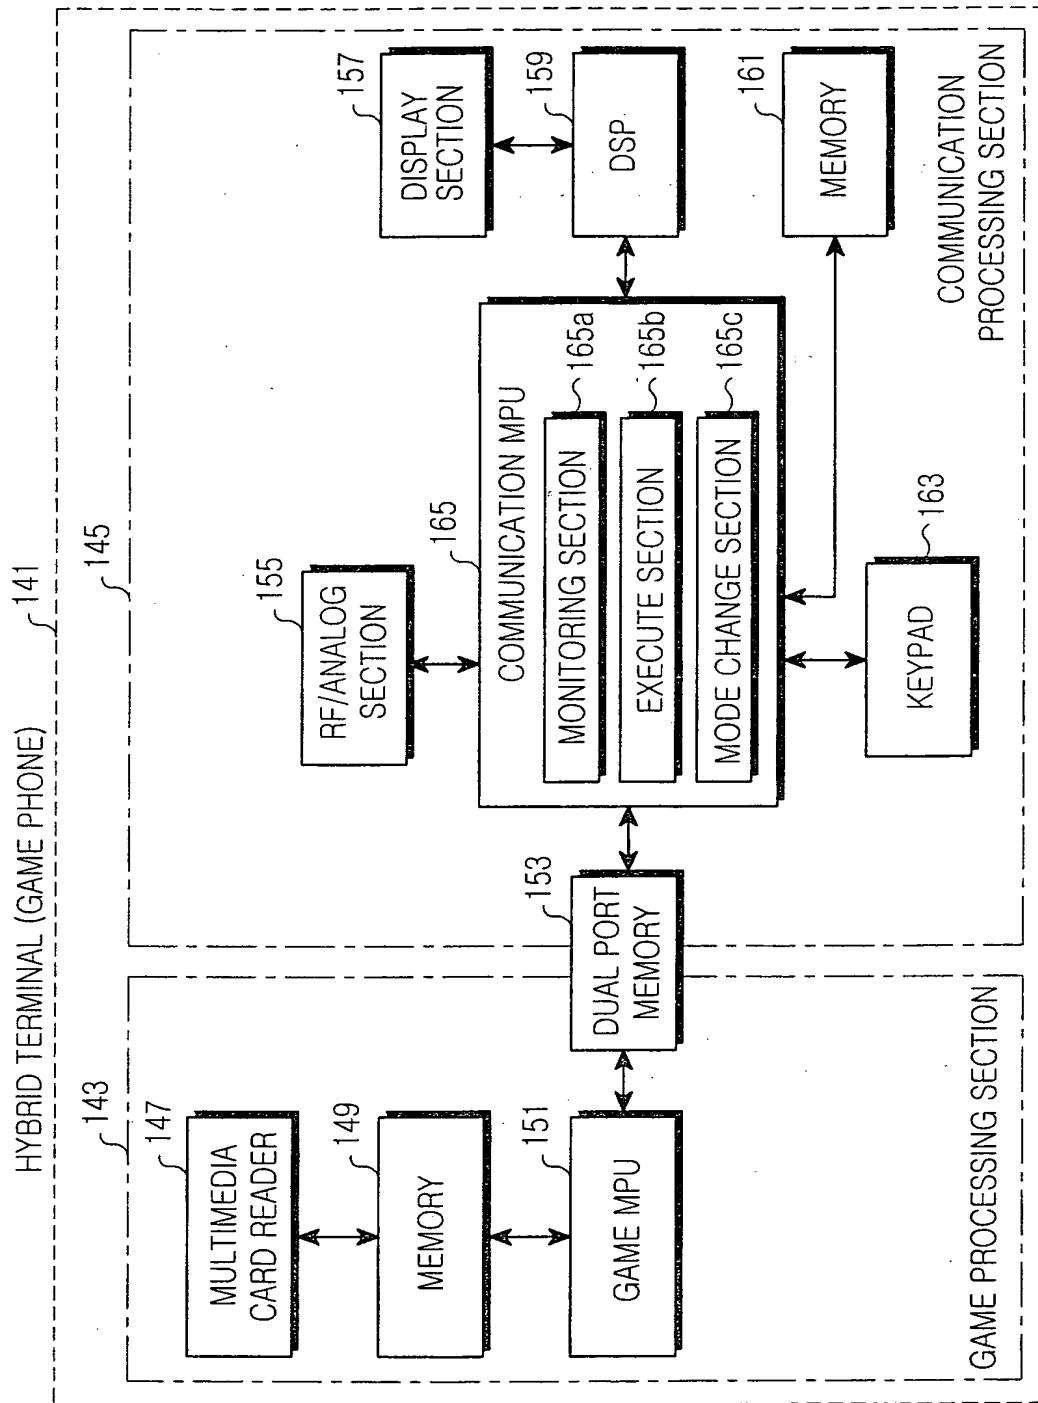 HYBRID TERMINAL (GAME PHONE)
141
143
147
MULTIMEDIA
CARD READER
149
MEMORY
151
GAME MPU
GAME PROCESSING SECTION
153
DUAL PORT
MEMORY
145
155
RF/ANALOG
SECTION
165
COMMUNICATION MPU
MONITORING SECTION
165a
EXECUTE SECTION
165b
MODE CHANGE SECTION
165c
163
KEYPAD
157
DISPLAY
SECTION
159
DSP
161
MEMORY
COMMUNICATION
PROCESSING SECTION